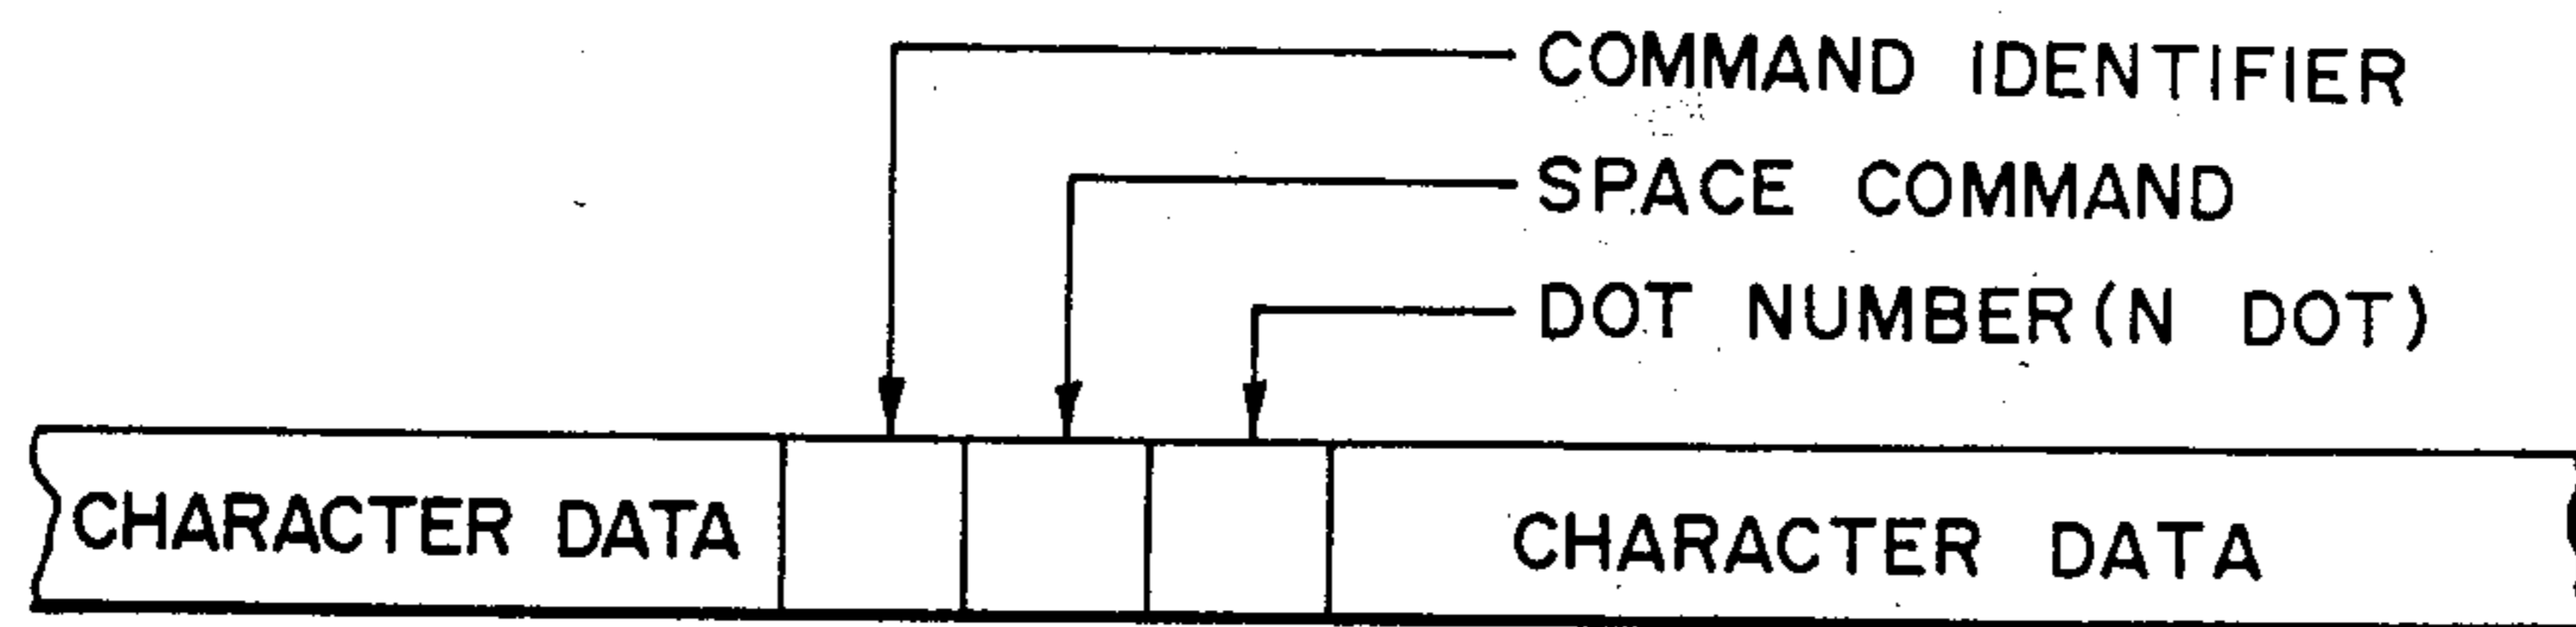 COMMAND IDENTIFIER
SPACE COMMAND
DOT NUMBER(N DOT)
CHARACTER DATA
CHARACTER DATA